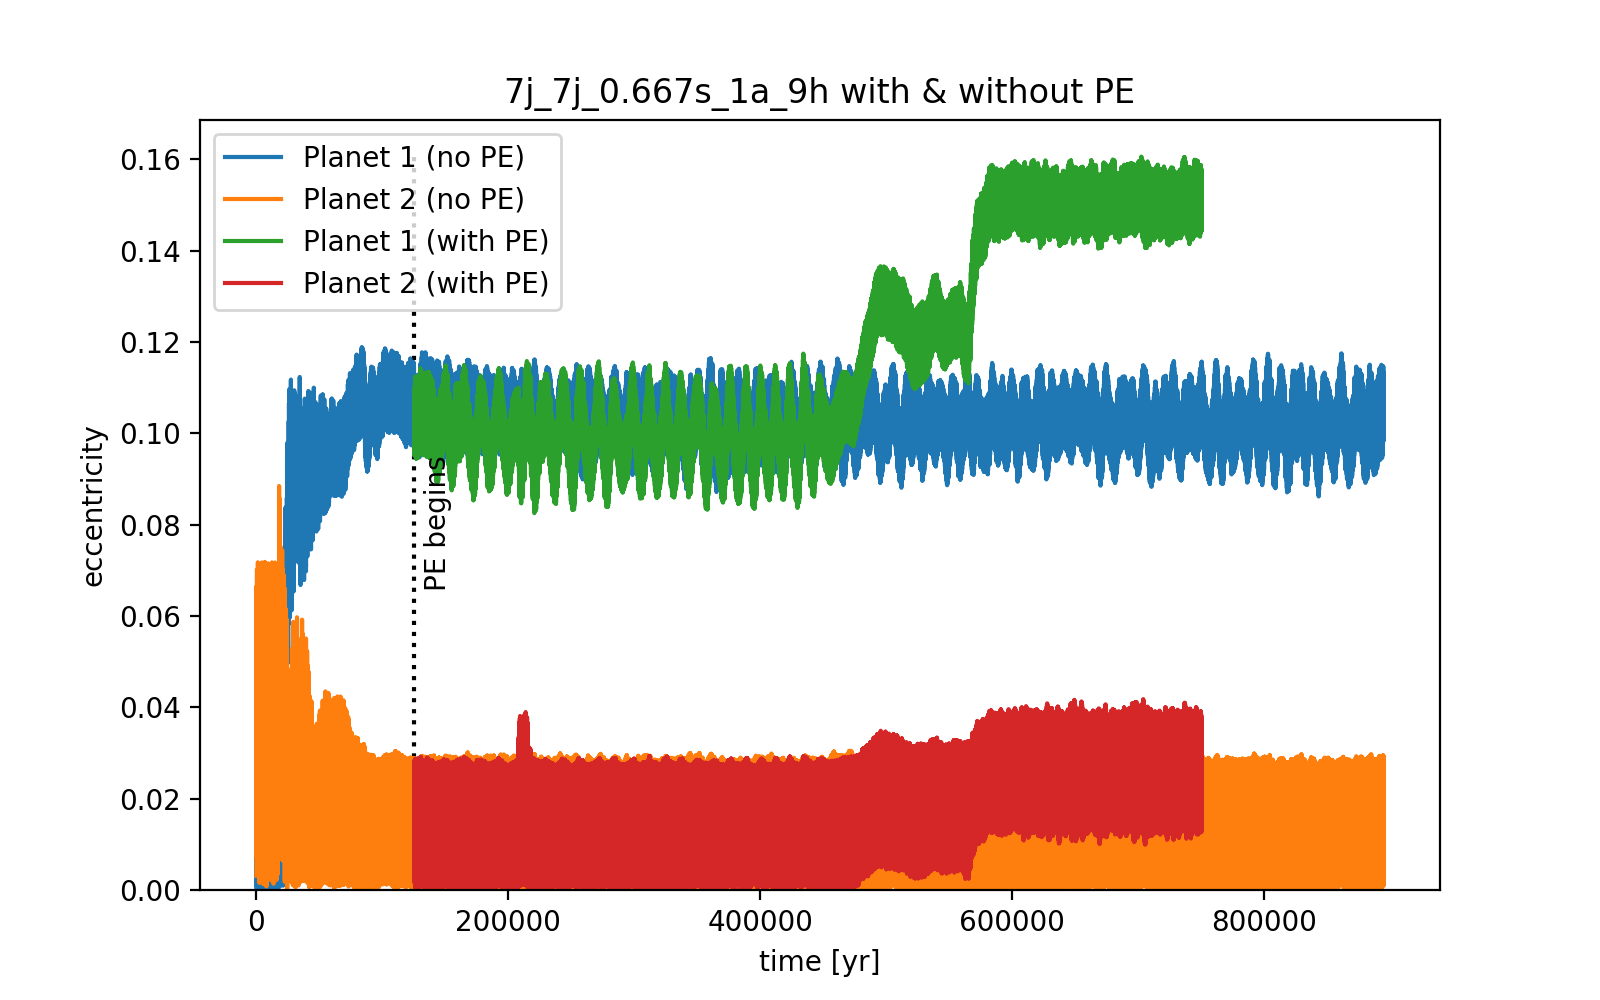 7j_7j_0.667s_1a_9h with & without PE
Planet 1 (no PE)
Planet 2 (no PE)
Planet 1 (with PE)
Planet 2 (with PE)
0.16
0.14
0.12
0.10
0.08
0.06
0.04
0.02
0.00
eccentricity
PE begins
0
200000
400000
600000
800000
time [yr]